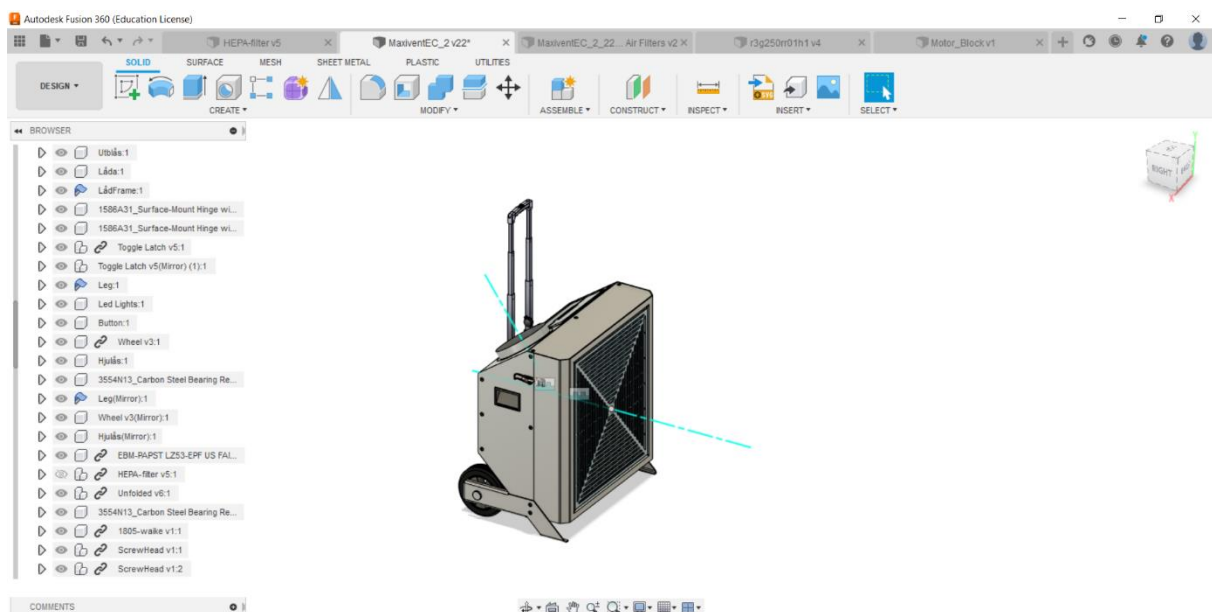 Autodesk Fusion 360 (Education License)
HEPA-filter v5
MaxiventEC_2 v22*
MaxiventEC_2_22... Air Filters v2
r3g250rr01h1 v4
Motor_Block v1
SOLID SURFACE MESH SHEET METAL PLASTIC UTILITIES
DESIGN
CREATE MODIFY ASSEMBLE CONSTRUCT INSPECT INSERT SELECT
BROWSER
Utblås:1
Låda:1
LådFrame:1
1586A31_Surface-Mount Hinge wi...
1586A31_Surface-Mount Hinge wi...
Toggle Latch v5:1
Toggle Latch v5(Mirror) (1):1
Leg:1
Led Lights:1
Button:1
Wheel v3:1
Hjulås:1
3554N13_Carbon Steel Bearing Re...
Leg(Mirror):1
Wheel v3(Mirror):1
Hjulås(Mirror):1
EBM-PAPST LZ53-EPF US FAI...
HEPA-filter v5:1
Unfolded v6:1
3554N13_Carbon Steel Bearing Re...
1805-waike v1:1
ScrewHead v1:1
ScrewHead v1:2
COMMENTS
RIGHT
Y
X